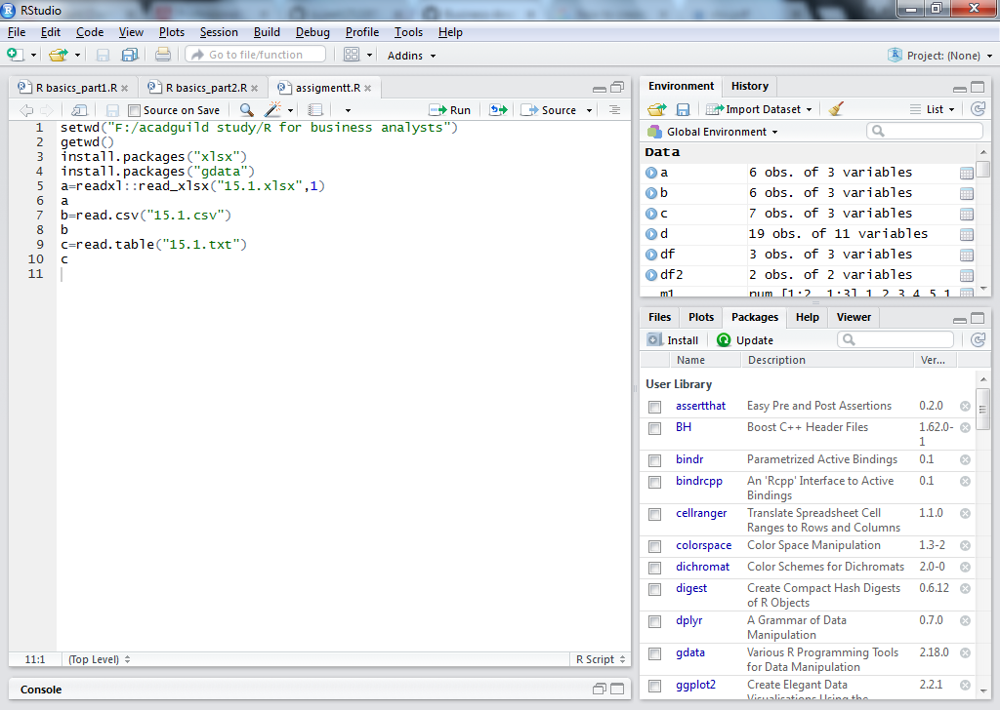 RStudio
File Edit Code View Plots Session Build Debug Profile Tools Help
Go to file/function Addins Project: (None)
R basics_part1.R R basics_part2.R assigmentt.R
Source on Save Run Source
1 setwd("F:/acadguild study/R for business analysts")
2 getwd()
3 install.packages("xlsx")
4 install.packages("gdata")
5 a=readxl::read_xlsx("15.1.xlsx",1)
6 a
7 b=read.csv("15.1.csv")
8 b
9 c=read.table("15.1.txt")
10 c
11
11:1 (Top Level) R Script
Console
Environment History
Import Dataset List
Global Environment
Data
a 6 obs. of 3 variables
b 6 obs. of 3 variables
c 7 obs. of 3 variables
d 19 obs. of 11 variables
df 3 obs. of 3 variables
df2 2 obs. of 2 variables
m1 num [1:2, 1:3] 1 2 3 4 5 1
Files Plots Packages Help Viewer
Install Update
Name Description Ver...
User Library
assertthat Easy Pre and Post Assertions 0.2.0
BH Boost C++ Header Files 1.62.0-
1
bindr Parametrized Active Bindings 0.1
bindrcpp An 'Rcpp' Interface to Active 0.1
Bindings
cellranger Translate Spreadsheet Cell 1.1.0
Ranges to Rows and Columns
colorspace Color Space Manipulation 1.3-2
dichromat Color Schemes for Dichromats 2.0-0
digest Create Compact Hash Digests 0.6.12
of R Objects
dplyr A Grammar of Data 0.7.0
Manipulation
gdata Various R Programming Tools 2.18.0
for Data Manipulation
ggplot2 Create Elegant Data 2.2.1
Visualisations Using the